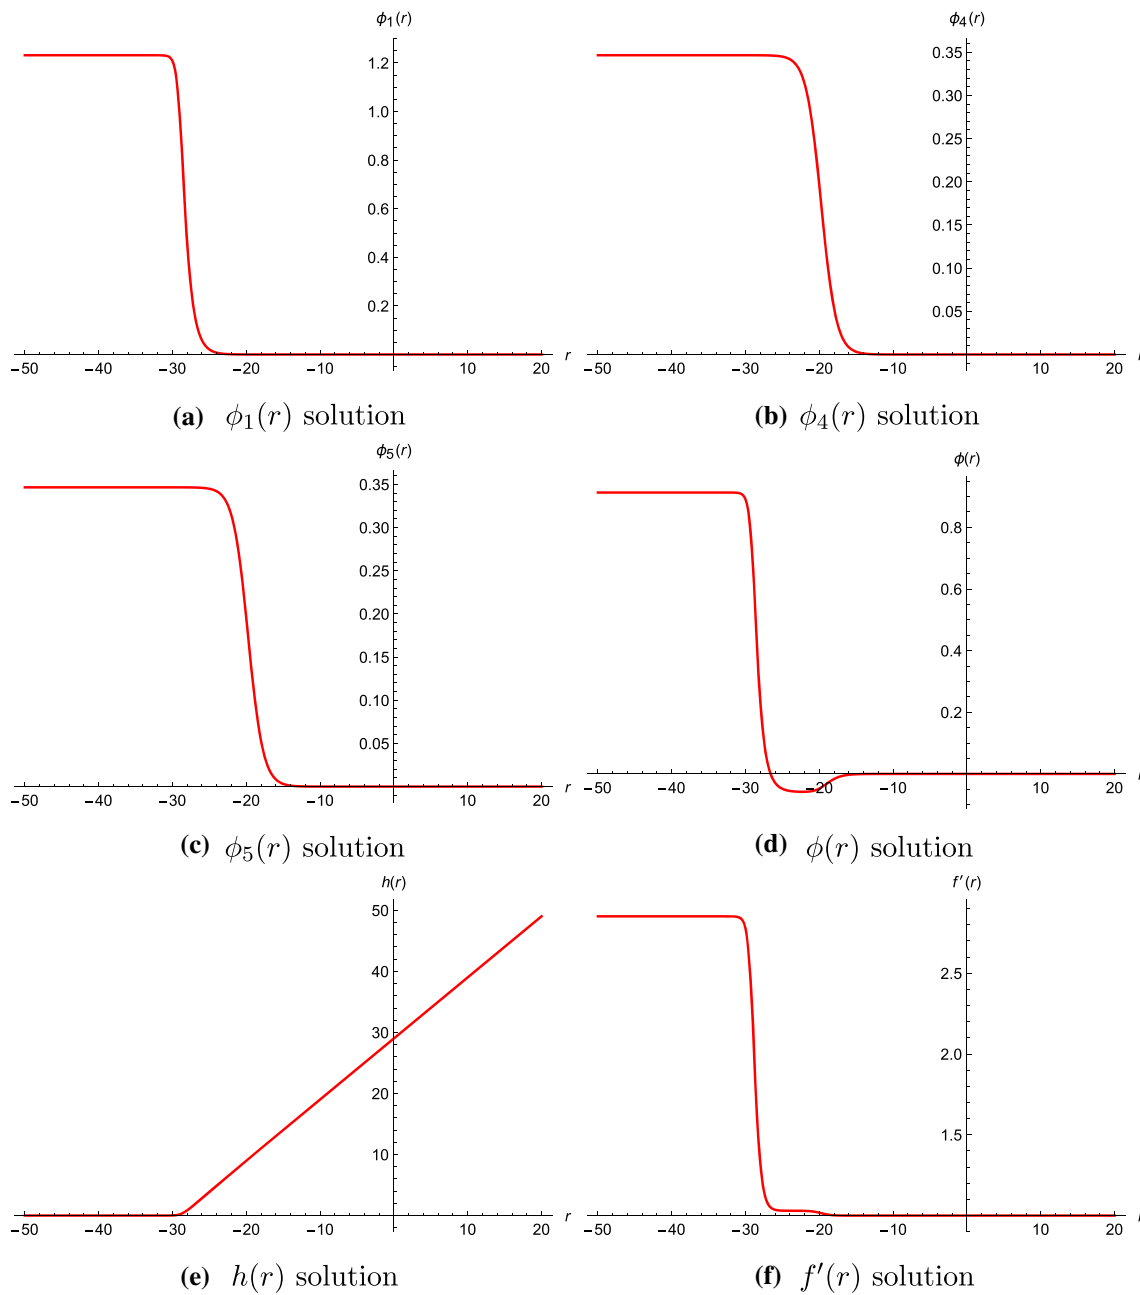 ϕ1(r)
1.2
1.0
0.8
0.6
0.4
0.2
−50 −40 −30 −20 −10 10 20 r
(a) ϕ1(r) solution
ϕ4(r)
0.35
0.30
0.25
0.20
0.15
0.10
0.05
−50 −40 −30 −20 −10 10 20
(b) ϕ4(r) solution
ϕ5(r)
0.35
0.30
0.25
0.20
0.15
0.10
0.05
−50 −40 −30 −20 −10 10 20 r
(c) ϕ5(r) solution
ϕ(r)
0.8
0.6
0.4
0.2
−50 −40 −30 −20 −10 10 20
(d) ϕ(r) solution
h(r)
50
40
30
20
10
−50 −40 −30 −20 −10 10 20 r
(e) h(r) solution
f′(r)
2.5
2.0
1.5
−50 −40 −30 −20 −10 10 20
(f) f′(r) solution